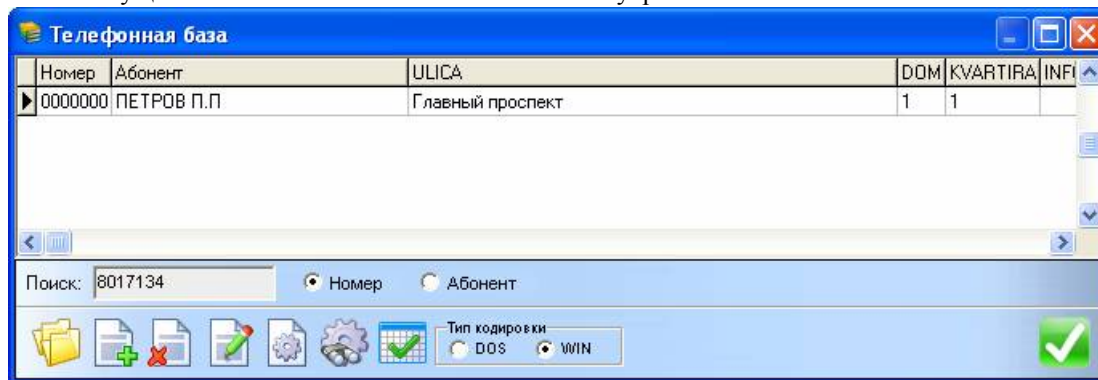 Телефонная база
Номер Абонент ULICA DOM KVARTIRA INF
0000000 ПЕТРОВ П.П Главный проспект 1 1
Поиск: 8017134 Номер Абонент
Тип кодировки
DOS WIN